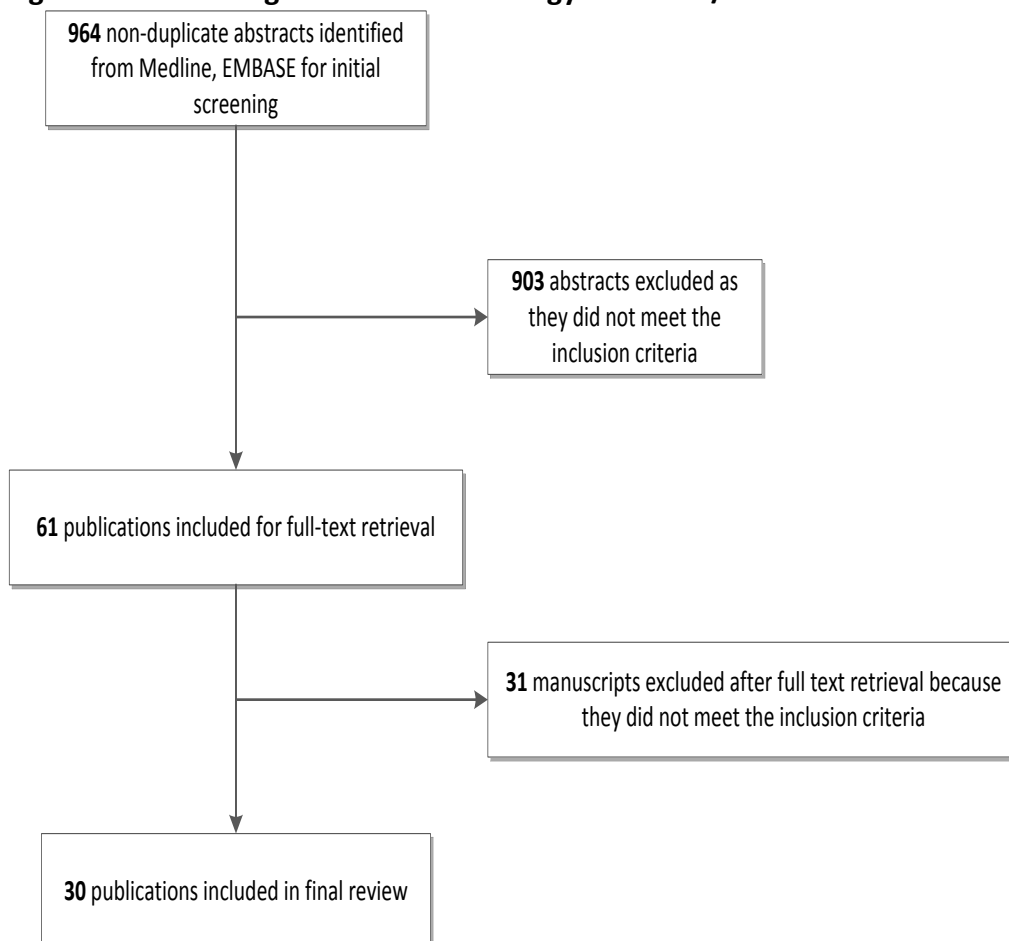 964 non-duplicate abstracts identified
from Medline, EMBASE for initial
screening
903 abstracts excluded as
they did not meet the
inclusion criteria
61 publications included for full-text retrieval
31 manuscripts excluded after full text retrieval because
they did not meet the inclusion criteria
30 publications included in final review